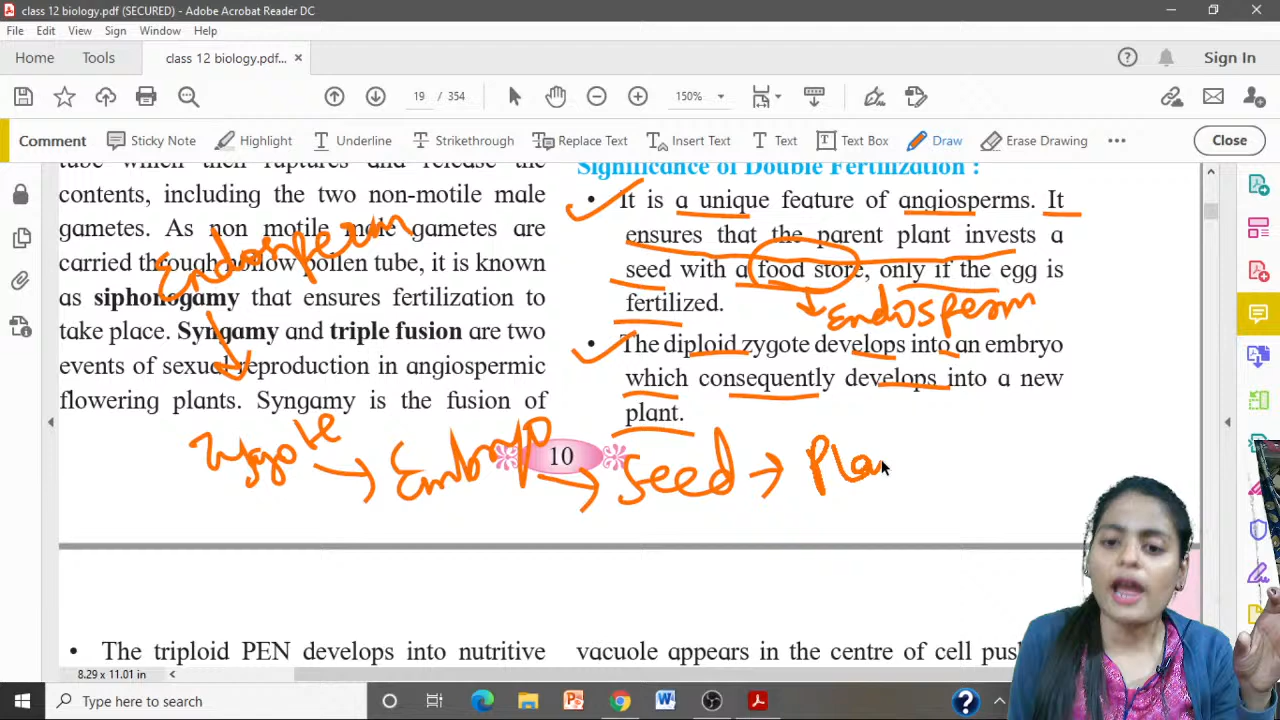 class 12 biology.pdf (SECURED) - Adobe Acrobat Reader DC
File Edit View Sign Window Help
Home Tools class 12 biology.pdf... × Sign In
19 / 354 150%
Comment Sticky Note Highlight Underline Strikethrough Replace Text Insert Text Text Text Box Draw Erase Drawing Close
tube which then ruptures and release the
contents, including the two non-motile male
gametes. As non motile male gametes are
carried through hollow pollen tube, it is known
as siphonogamy that ensures fertilization to
take place. Syngamy and triple fusion are two
events of sexual reproduction in angiospermic
flowering plants. Syngamy is the fusion of
Endosperm
Significance of Double Fertilization :
• It is a unique feature of angiosperms. It
ensures that the parent plant invests a
seed with a food store, only if the egg is
fertilized.
Endosperm
• The diploid zygote develops into an embryo
which consequently develops into a new
plant.
Zygote → Embryo → Seed → Pla
10
• The triploid PEN develops into nutritive
vacuole appears in the centre of cell push
8.29 x 11.01 in
Type here to search